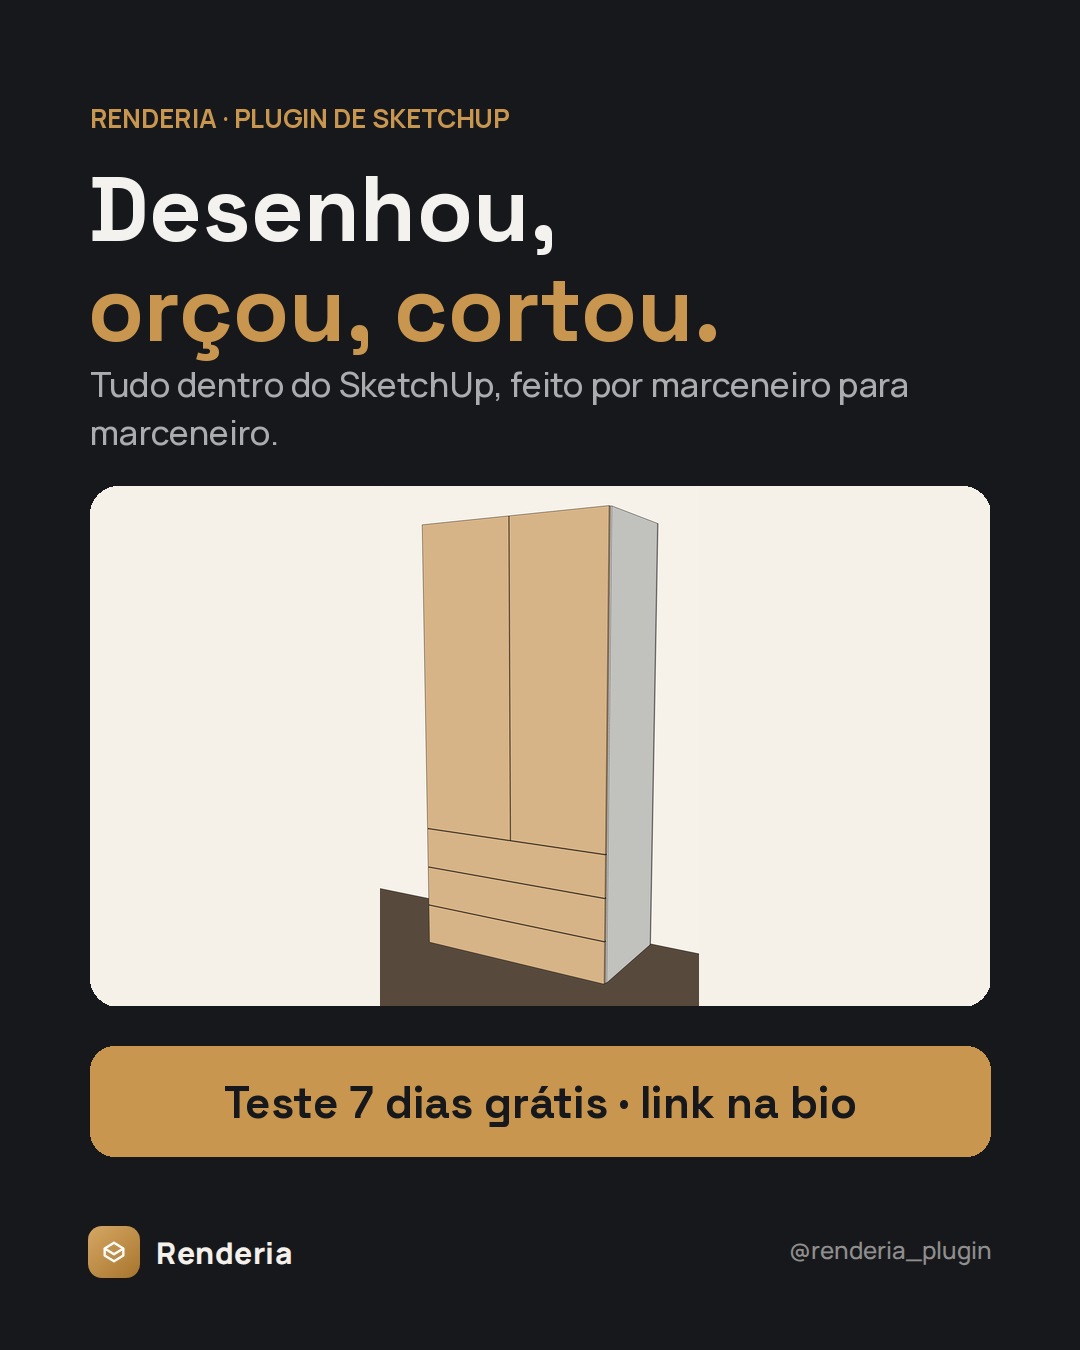 RENDERIA · PLUGIN DE SKETCHUP
Desenhou,
orçou, cortou.
Tudo dentro do SketchUp, feito por marceneiro para
marceneiro.
Teste 7 dias grátis · link na bio
Renderia
@renderia_plugin